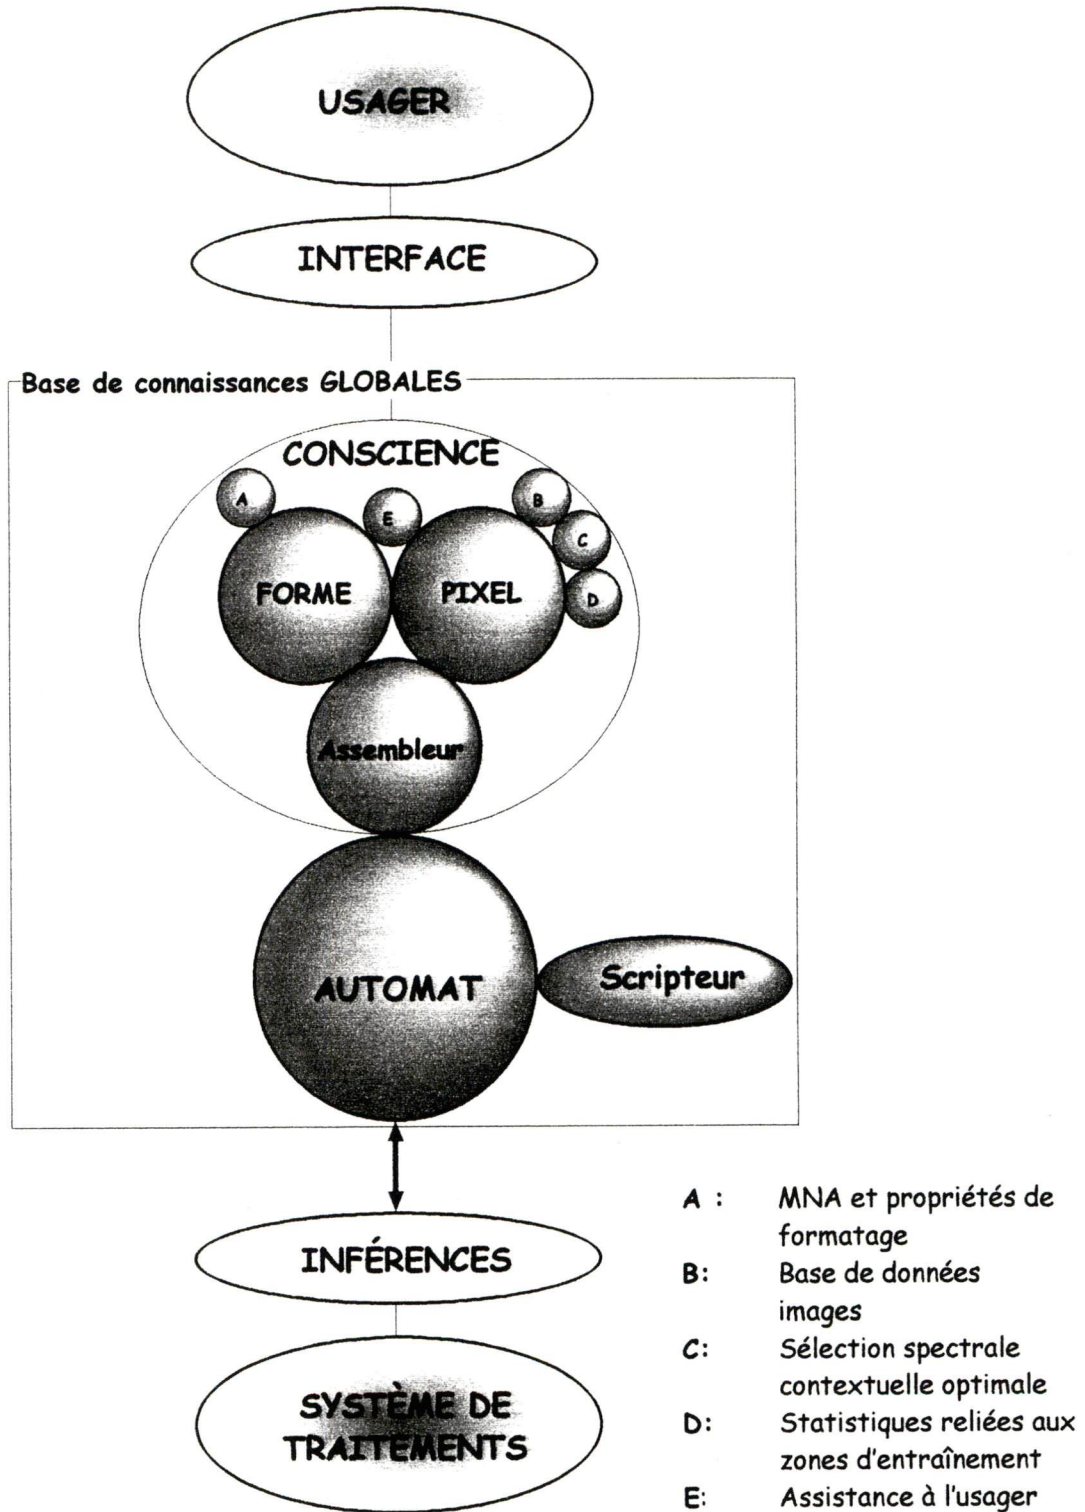 USAGER
INTERFACE
Base de connaissances GLOBALES
CONSCIENCE
A
E
B
C
D
FORME
PIXEL
Assembleur
AUTOMAT
Scripteur
INFÉRENCES
SYSTÈME DE
TRAITEMENTS
A : MNA et propriétés de
formatage
B: Base de données
images
C: Sélection spectrale
contextuelle optimale
D: Statistiques reliées aux
zones d'entraînement
E: Assistance à l'usager